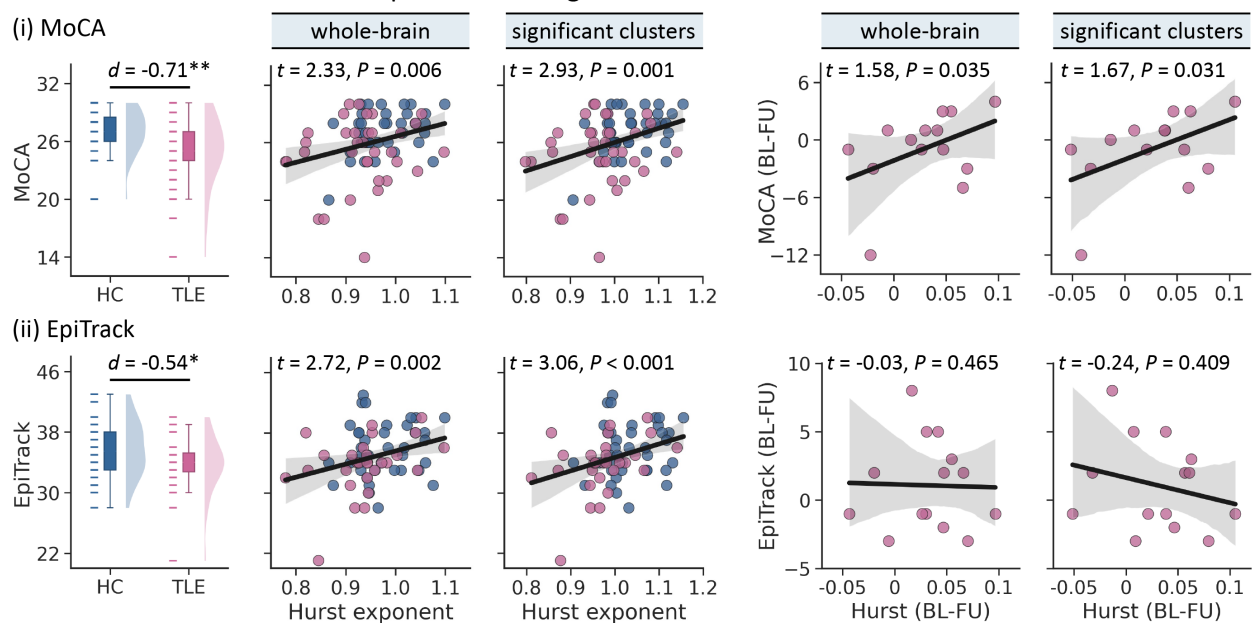 (i) MoCA
whole-brain
significant clusters
whole-brain
significant clusters
d = -0.71**
t = 2.33, P = 0.006
t = 2.93, P = 0.001
t = 1.58, P = 0.035
t = 1.67, P = 0.031
MoCA
32
26
20
14
HC
TLE
0.8 0.9 1.0 1.1
0.8 0.9 1.0 1.1 1.2
MoCA (BL-FU)
6
0
−6
−12
-0.05 0 0.05 0.1
-0.05 0 0.05 0.1
(ii) EpiTrack
d = -0.54*
t = 2.72, P = 0.002
t = 3.06, P < 0.001
t = -0.03, P = 0.465
t = -0.24, P = 0.409
EpiTrack
46
38
30
22
HC
TLE
0.8 0.9 1.0 1.1
Hurst exponent
0.8 0.9 1.0 1.1 1.2
Hurst exponent
EpiTrack (BL-FU)
10
5
0
−5
-0.05 0 0.05 0.1
Hurst (BL-FU)
-0.05 0 0.05 0.1
Hurst (BL-FU)